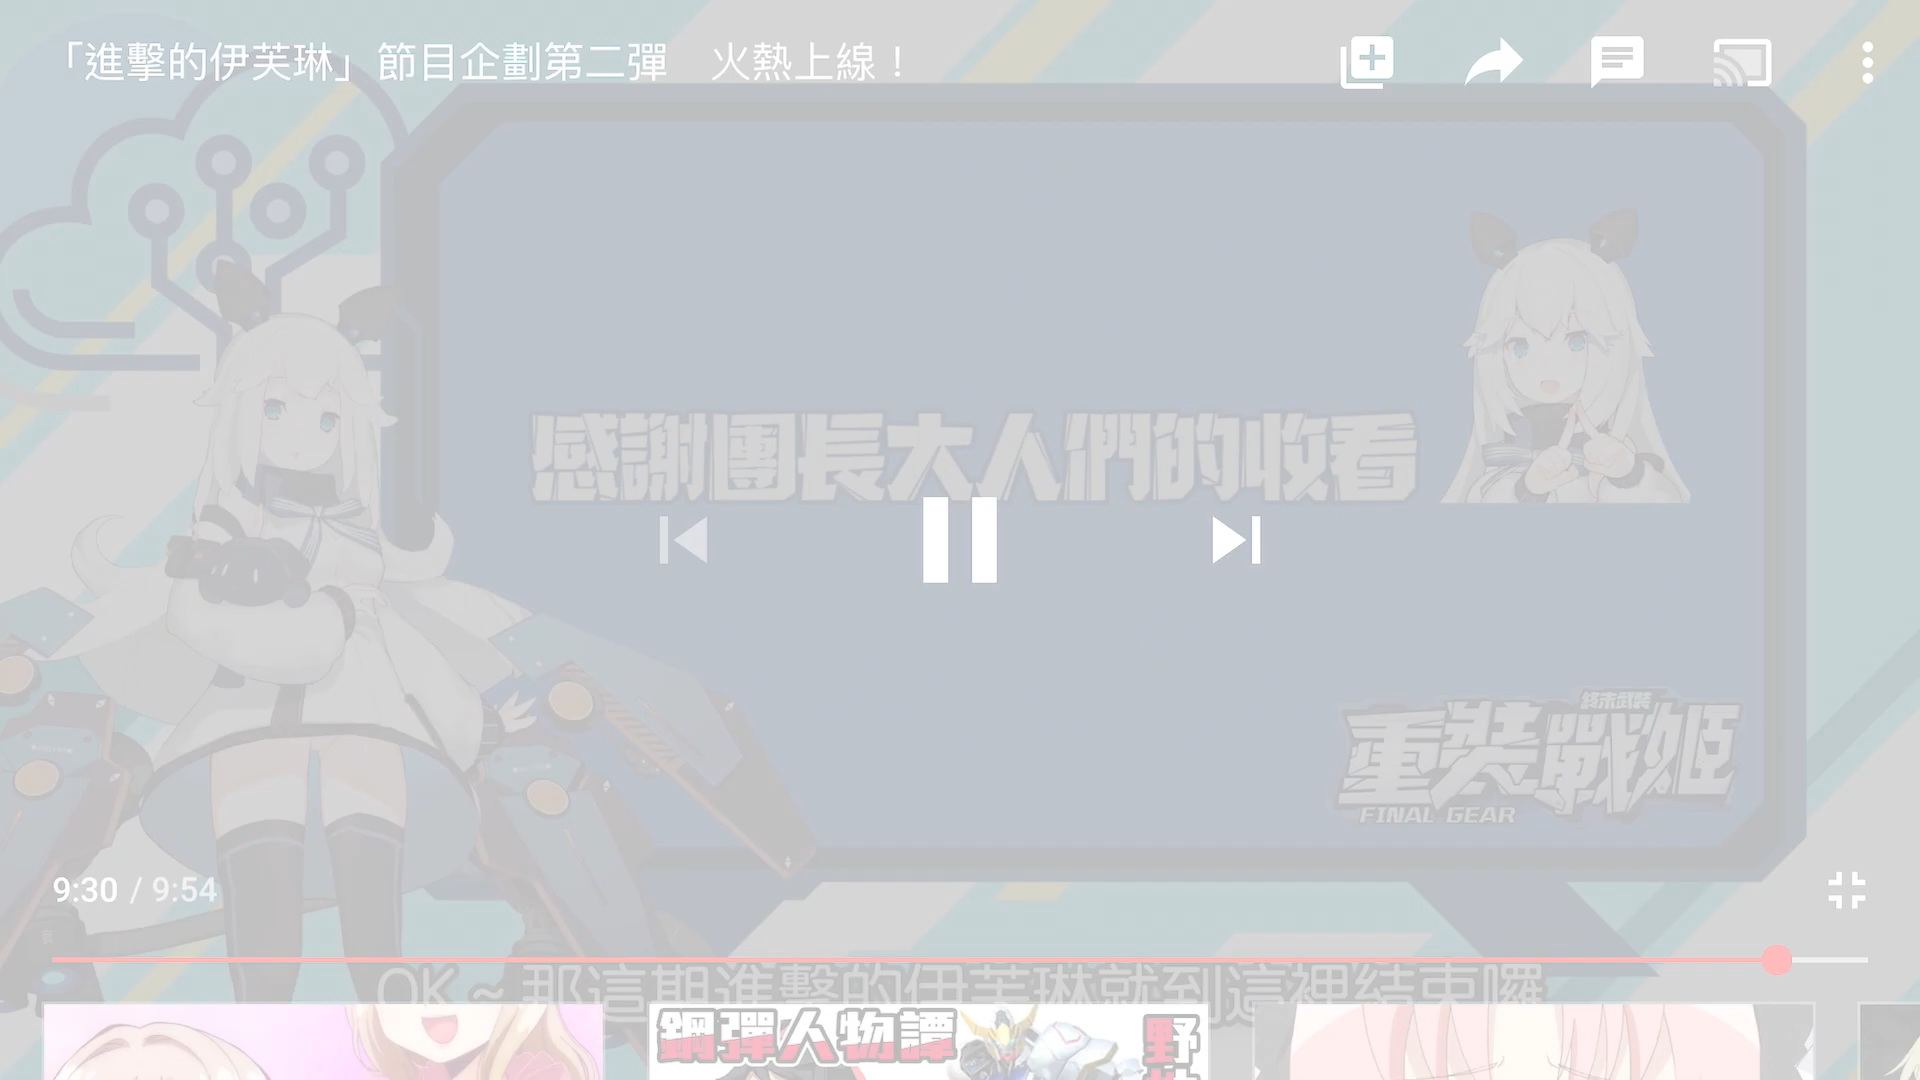 「進擊的伊芙琳」節目企劃第二彈　火熱上線！
感謝團長大人們的收看
終末武裝
重裝戰姬
FINAL GEAR
9:30 / 9:54
OK ~ 那這期進擊的伊芙琳就到這裡結束囉
鋼彈人物譚
野